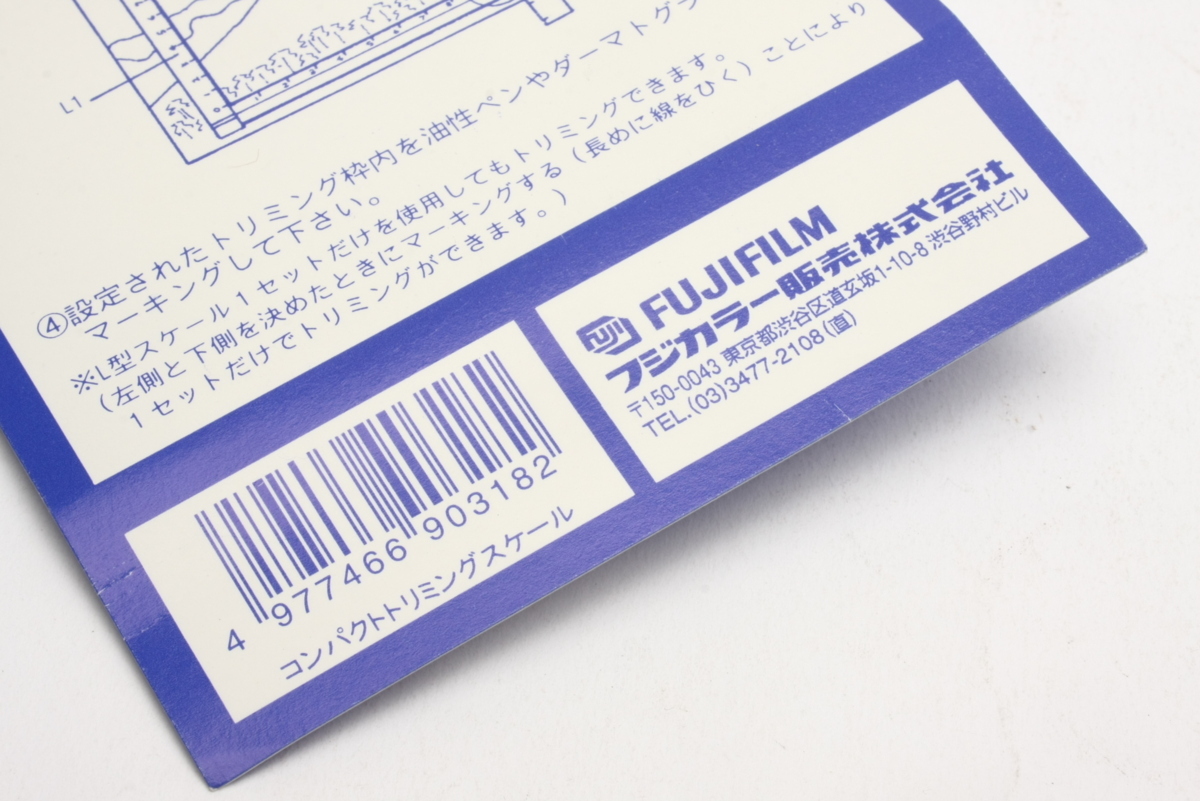 L1
④設定されたトリミング枠内を油性ペンやダーマトグラ
マーキングして下さい。
※L型スケール1セットだけを使用してもトリミングできます。
(左側と下側を決めたときにマーキングする(長めに線をひく)ことにより
1セットだけでトリミングができます。)
FUJIFILM
フジカラー販売株式会社
〒150-0043 東京都渋谷区道玄坂1-10-8 渋谷野村ビル
TEL.(03)3477-2108(直)
4 977466 903182
コンパクトトリミングスケール